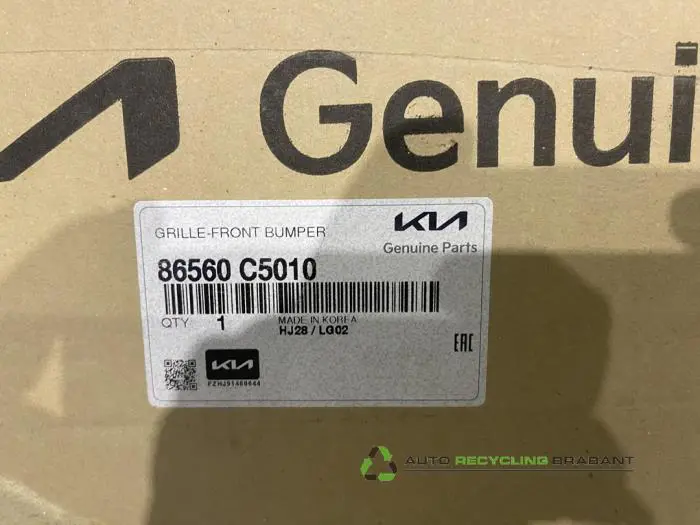 Genui
GRILLE-FRONT BUMPER
KIA
Genuine Parts
86560 C5010
QTY 1
MADE IN KOREA
HJ28 / LG02
EAC
KIA
PZHJ91460644
AUTO RECYCLING BRABANT